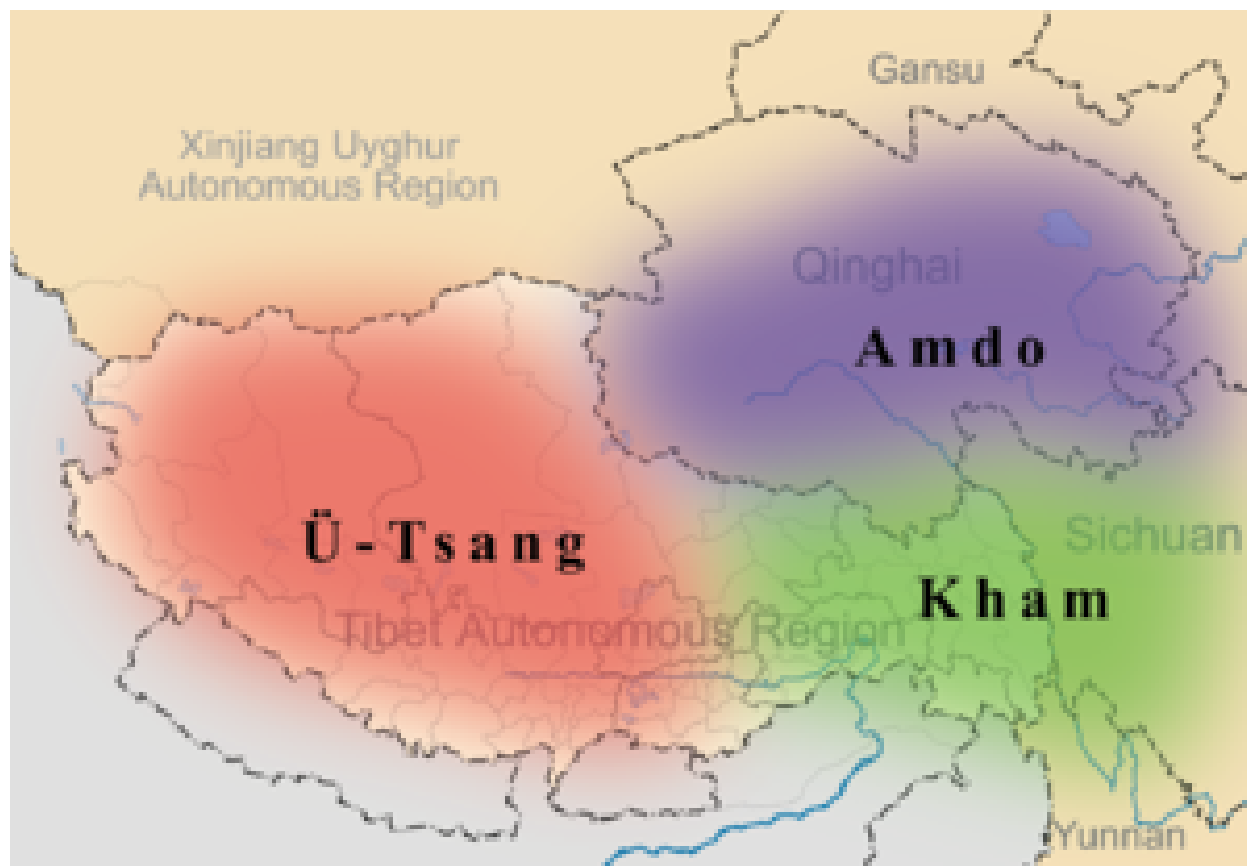 Gansu
Xinjiang Uyghur
Autonomous Region
Qinghai
Amdo
Ü-Tsang
Sichuan
Kham
Tibet Autonomous Region
Yunnan